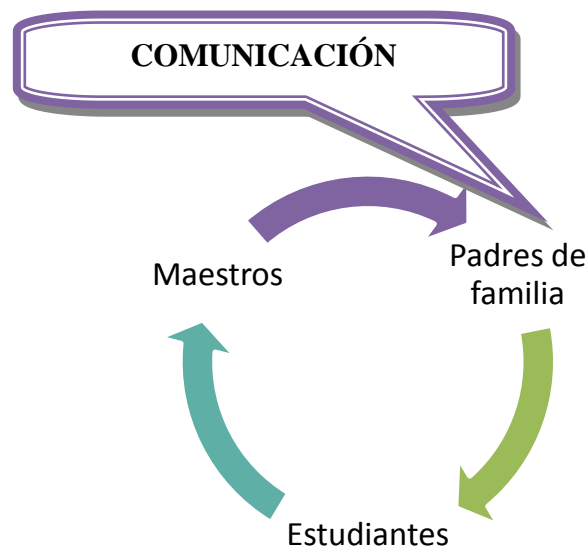 COMUNICACIÓN
Maestros
Padres de
familia
Estudiantes